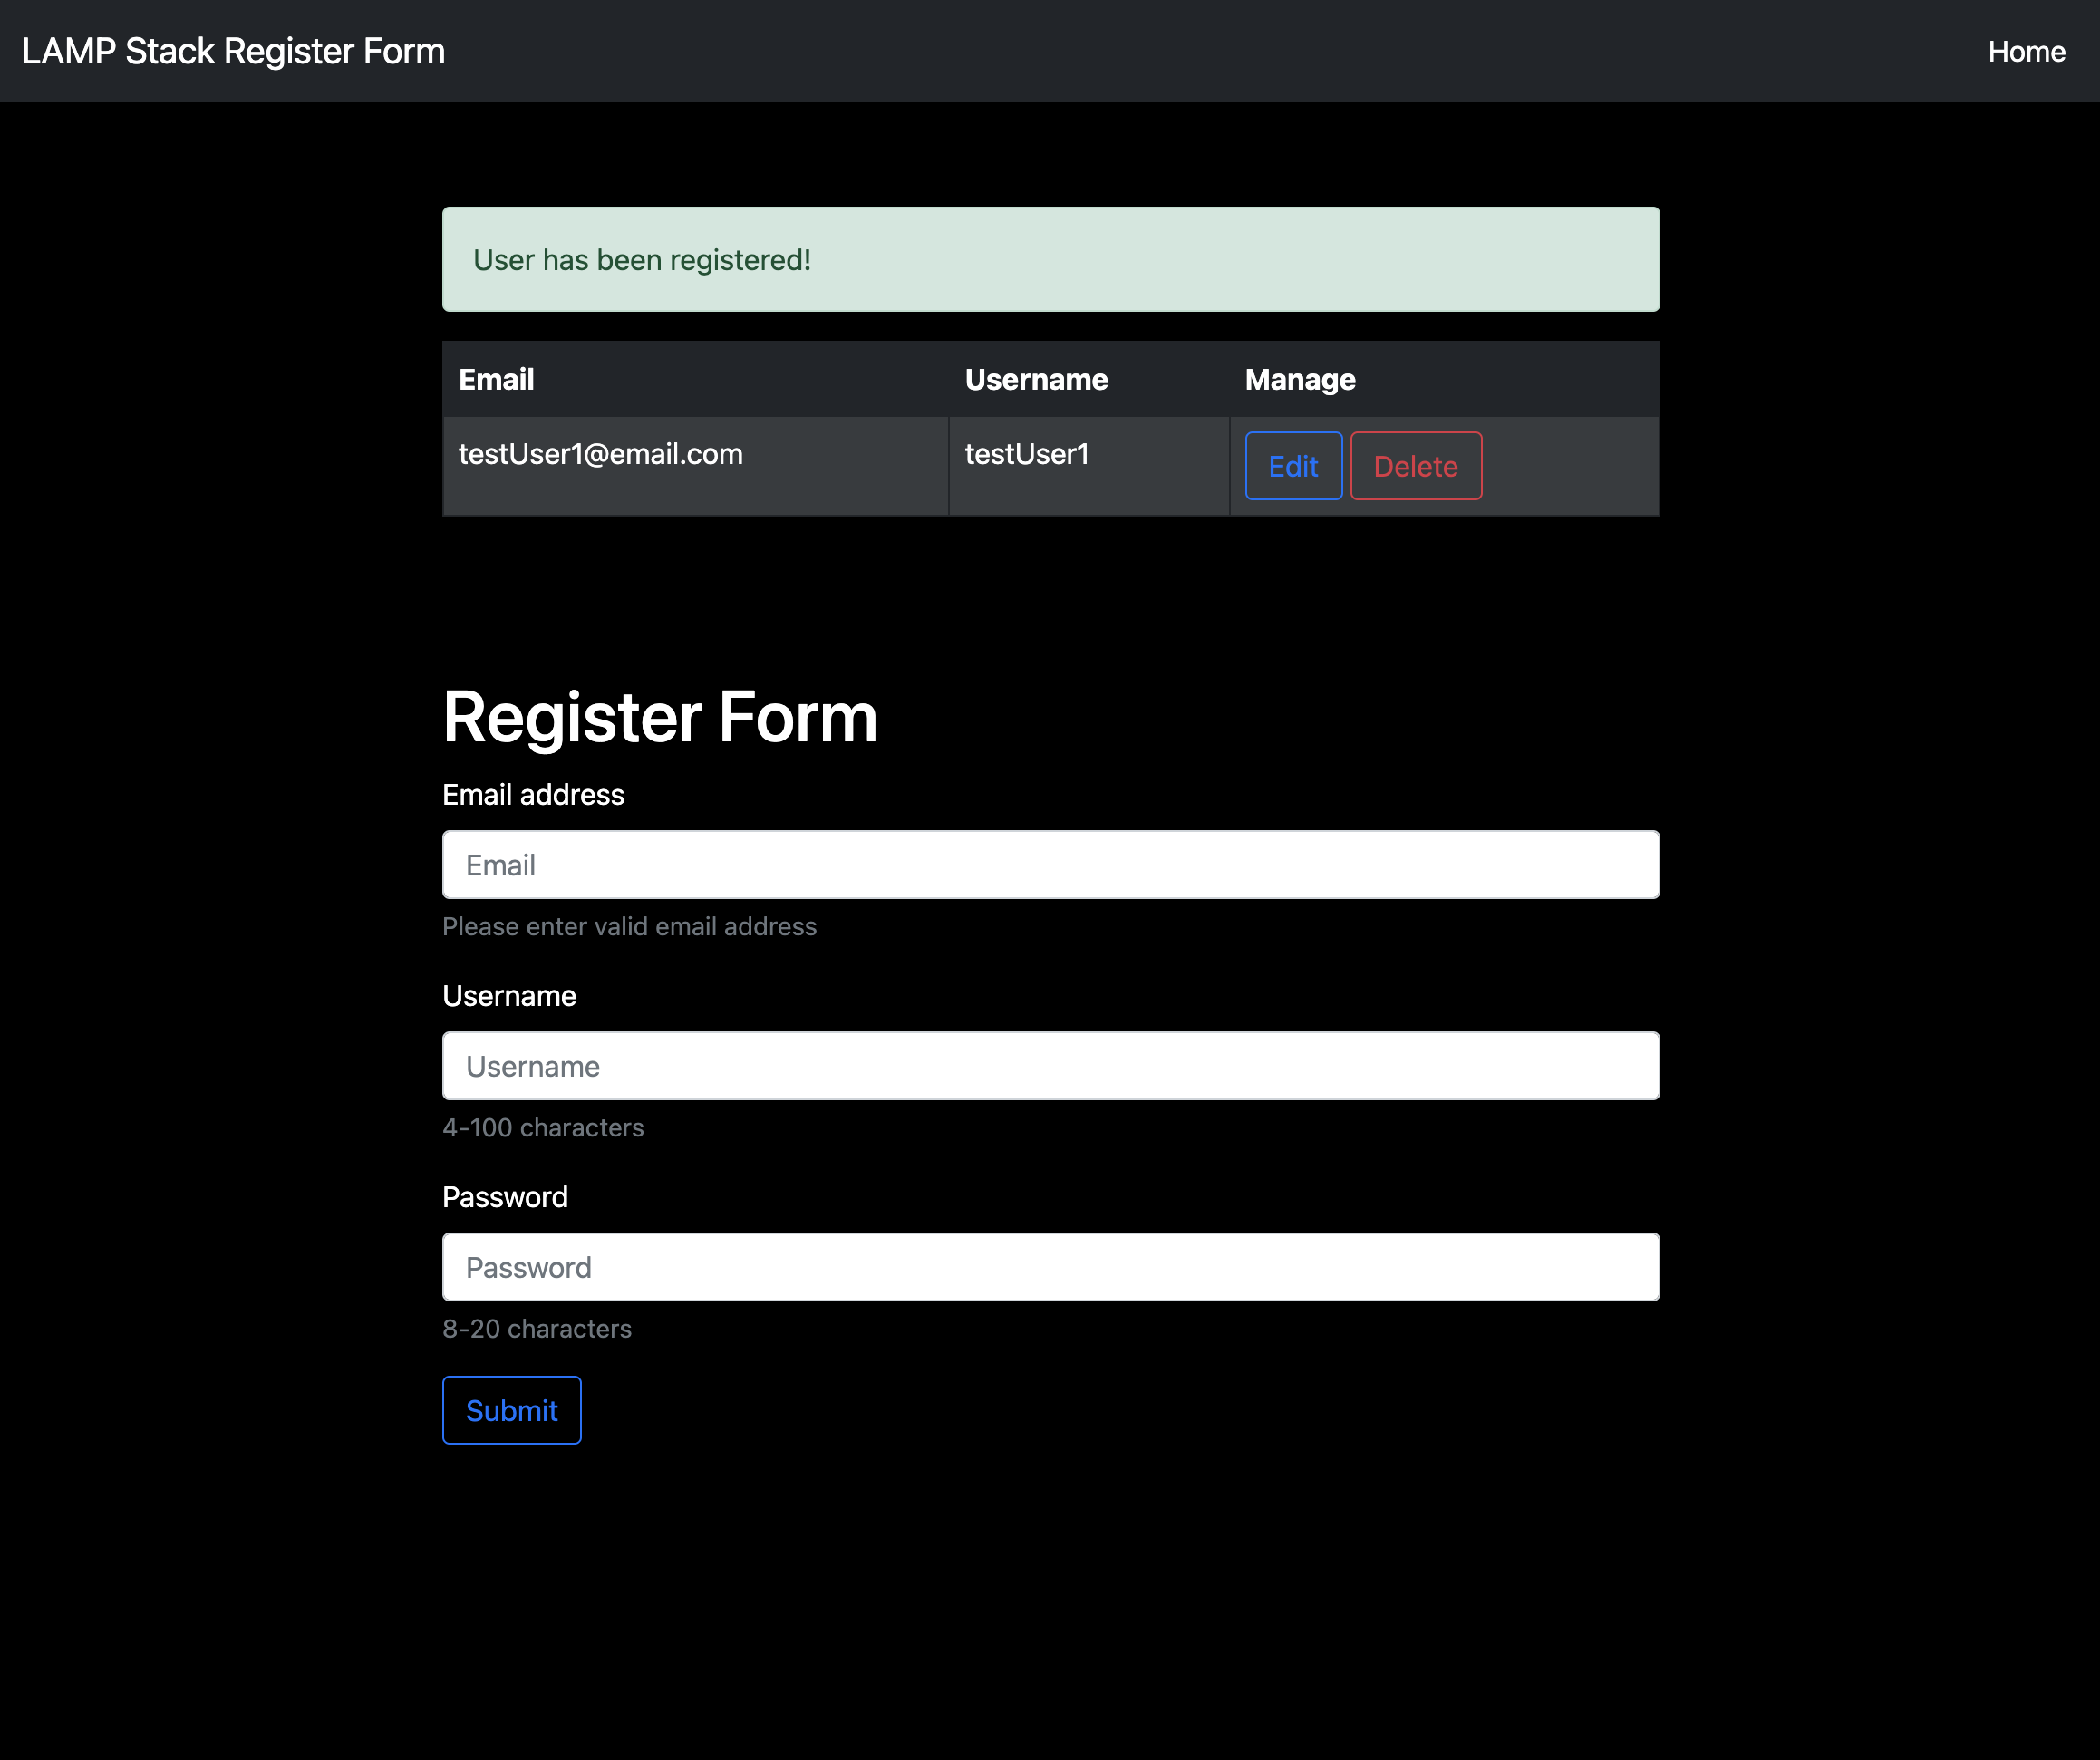 LAMP Stack Register Form Home
User has been registered!
Email Username Manage
testUser1@email.com testUser1 Edit Delete
Register Form
Email address
Email
Please enter valid email address
Username
Username
4-100 characters
Password
Password
8-20 characters
Submit